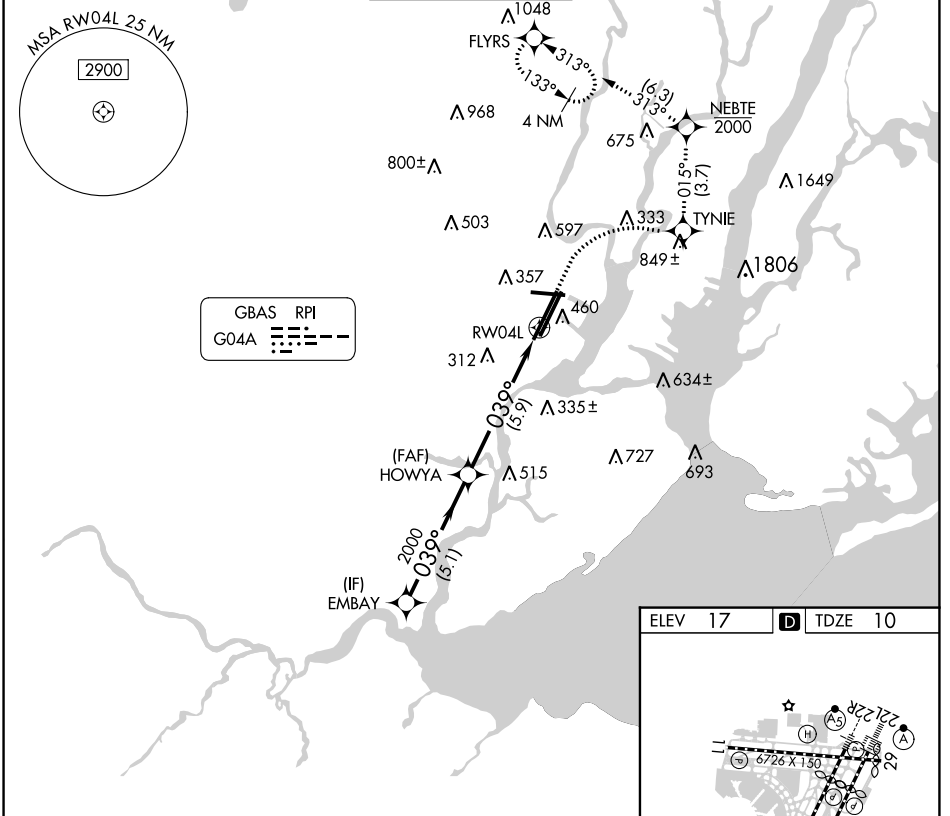 MSA RW04L 25 NM
2900
1048
FLYRS
313°
133°
4 NM
(6.3)
313°
NEBTE
2000
968
675
800±
015°
(3.7)
1649
503
597
333
TYNIE
849±
1806
357
460
RW04L
GBAS RPI
G04A
312
634±
039°
(5.9)
335±
(FAF)
HOWYA
515
727
693
2000
039°
(5.1)
(IF)
EMBAY
ELEV 17
D
TDZE 10
A5
22R
22L
A
H
11
P
6726 X 150
P
29
P
P